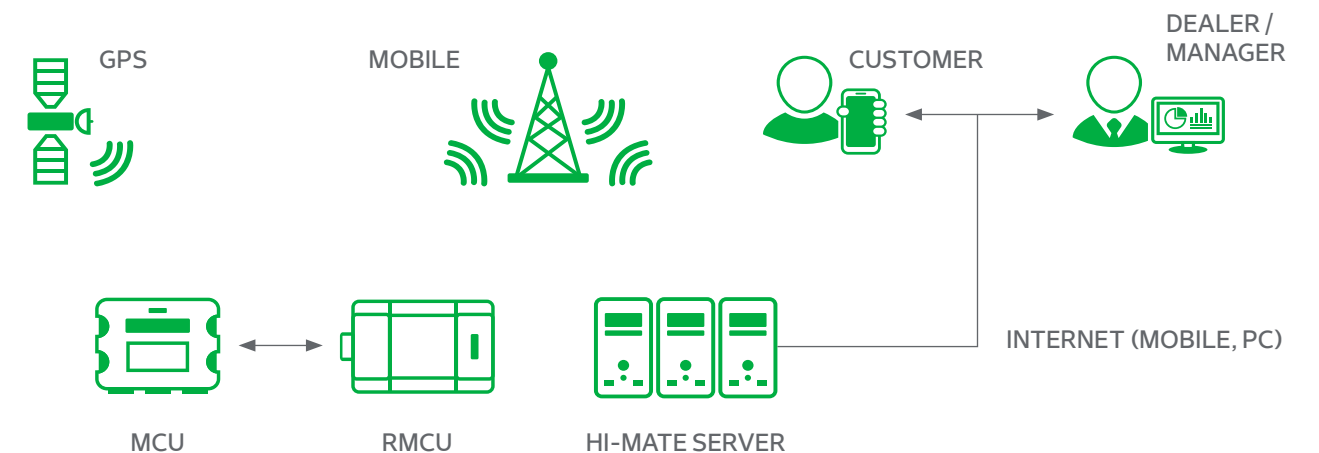 GPS
MOBILE
CUSTOMER
DEALER /
MANAGER
INTERNET (MOBILE, PC)
MCU
RMCU
HI-MATE SERVER